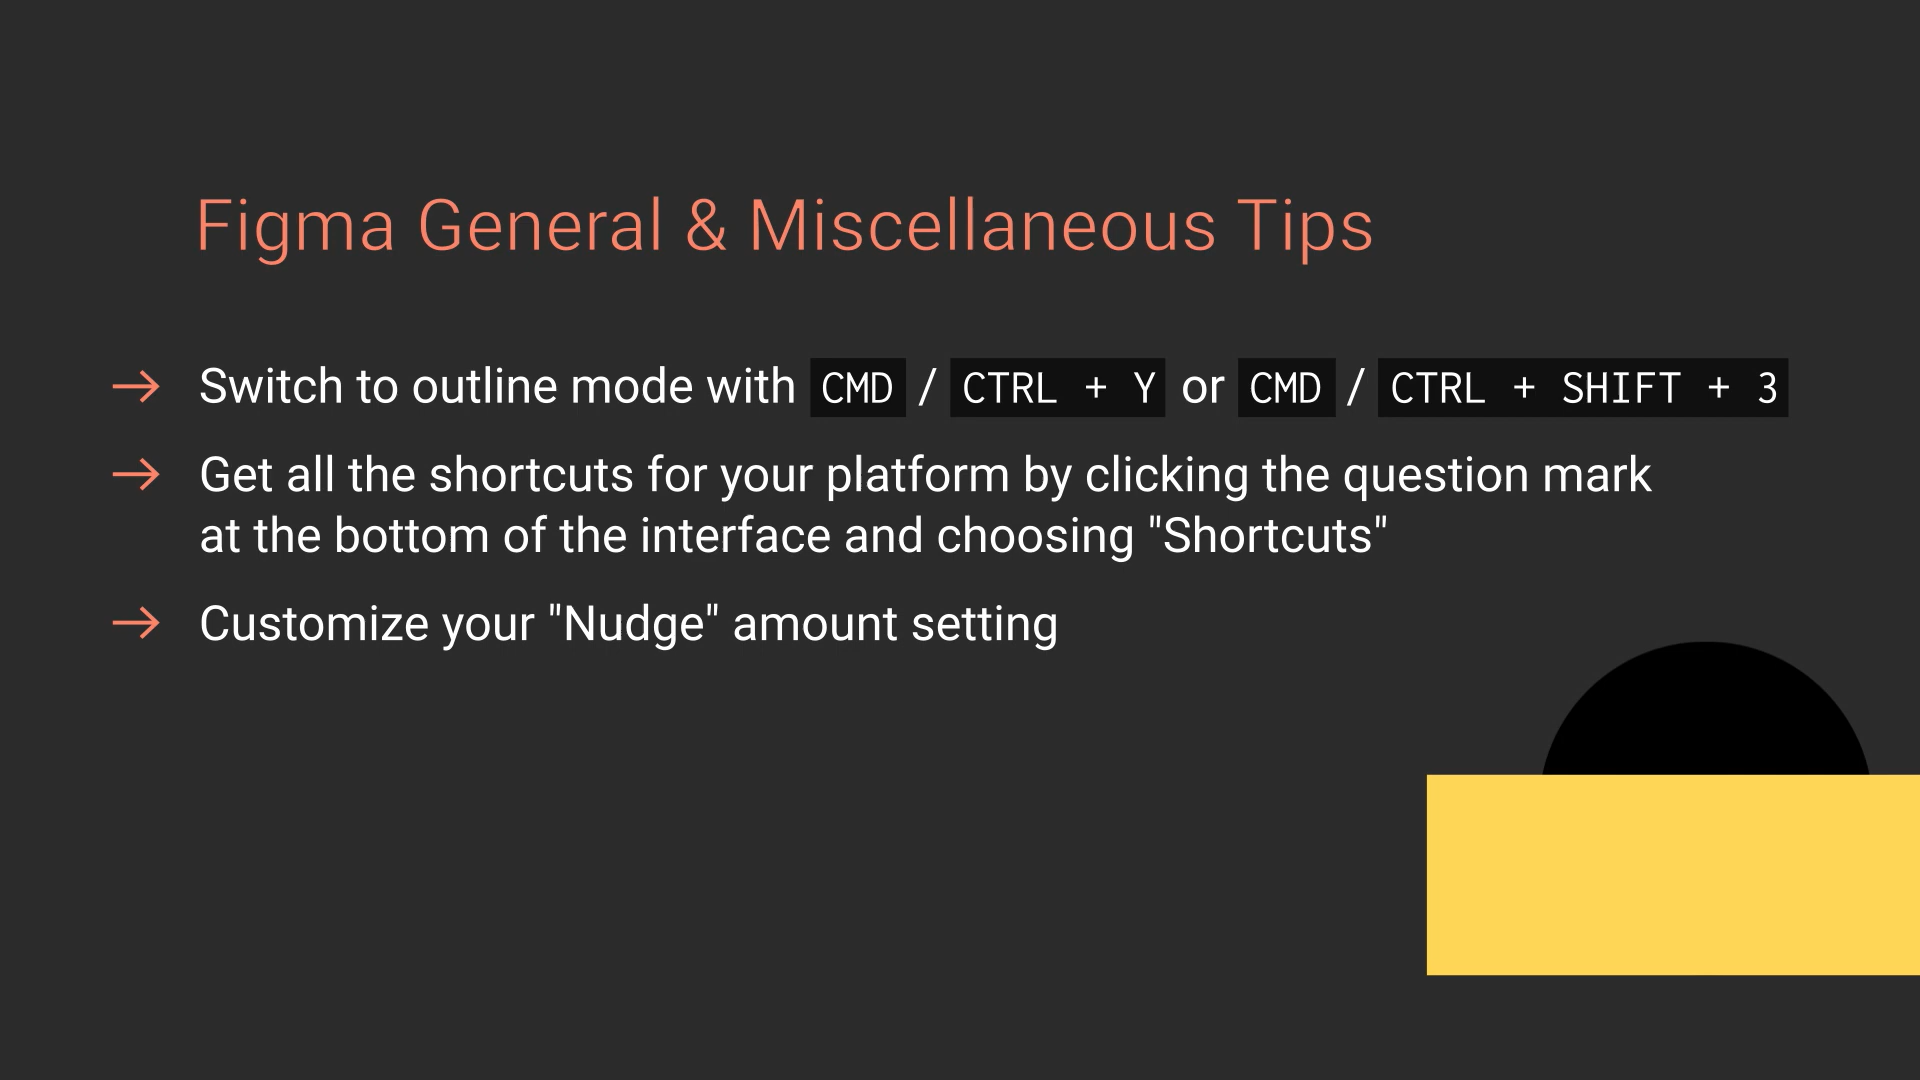 Figma General & Miscellaneous Tips
→ Switch to outline mode with CMD / CTRL + Y or CMD / CTRL + SHIFT + 3
→ Get all the shortcuts for your platform by clicking the question mark
at the bottom of the interface and choosing "Shortcuts"
→ Customize your "Nudge" amount setting